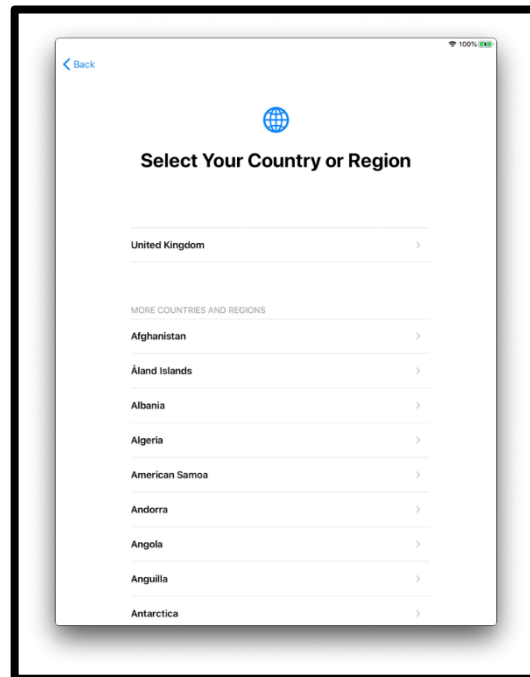 100%
Back
Select Your Country or Region
United Kingdom
MORE COUNTRIES AND REGIONS
Afghanistan
Åland Islands
Albania
Algeria
American Samoa
Andorra
Angola
Anguilla
Antarctica